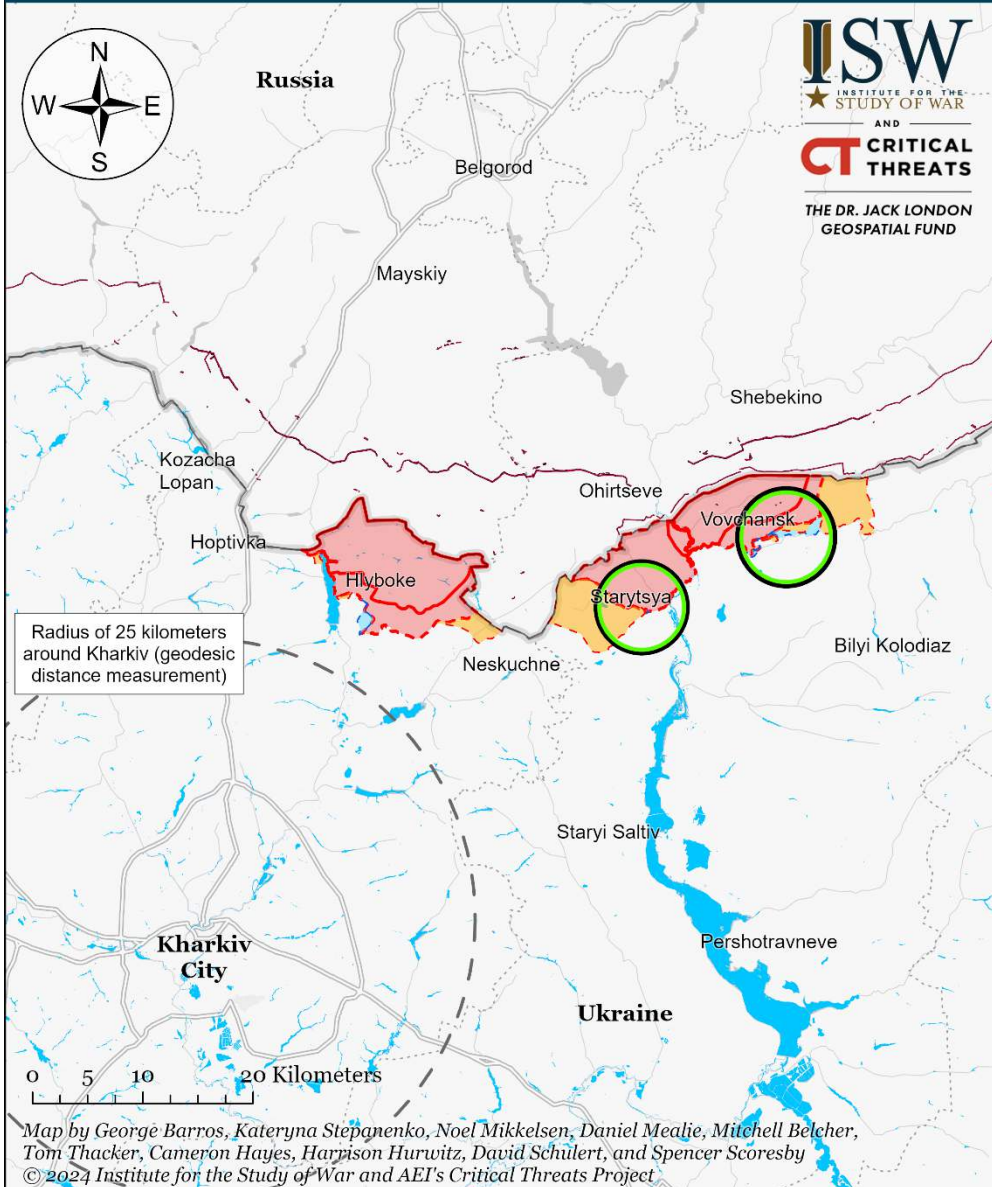 N
W E
S
Russia
ISW
INSTITUTE FOR THE
STUDY OF WAR
AND
CT CRITICAL
THREATS
THE DR. JACK LONDON
GEOSPATIAL FUND
Belgorod
Mayskiy
Shebekino
Kozacha
Lopan
Ohirtseve
Vovchansk
Hoptivka
Hlyboke
Starytsya
Radius of 25 kilometers
around Kharkiv (geodesic
distance measurement)
Neskuchne
Bilyi Kolodiaz
Staryi Saltiv
Kharkiv
City
Pershotravneve
Ukraine
0 5 10 20 Kilometers
Map by George Barros, Kateryna Stepanenko, Noel Mikkelsen, Daniel Mealie, Mitchell Belcher,
Tom Thacker, Cameron Hayes, Harrison Hurwitz, David Schulert, and Spencer Scoresby
© 2024 Institute for the Study of War and AEI's Critical Threats Project